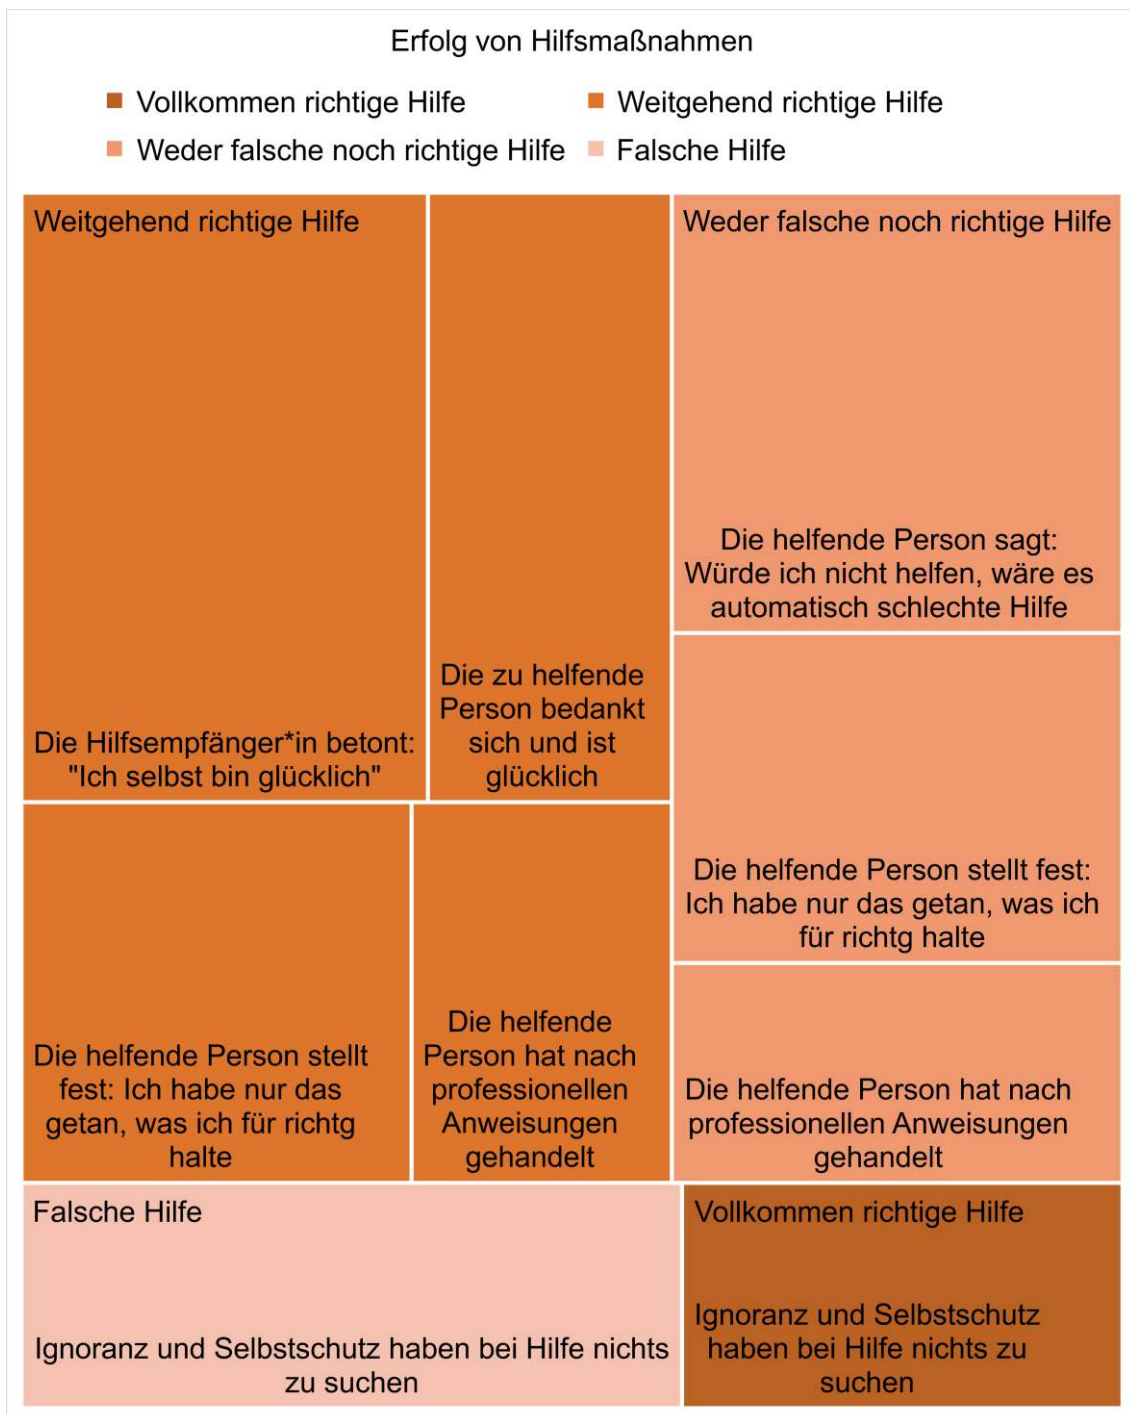 Erfolg von Hilfsmaßnahmen
Vollkommen richtige Hilfe
Weitgehend richtige Hilfe
Weder falsche noch richtige Hilfe
Falsche Hilfe
Weitgehend richtige Hilfe
Die Hilfsempfänger*in betont:
"Ich selbst bin glücklich"
Die zu helfende
Person bedankt
sich und ist
glücklich
Die helfende Person stellt
fest: Ich habe nur das
getan, was ich für richtg
halte
Die helfende
Person hat nach
professionellen
Anweisungen
gehandelt
Weder falsche noch richtige Hilfe
Die helfende Person sagt:
Würde ich nicht helfen, wäre es
automatisch schlechte Hilfe
Die helfende Person stellt fest:
Ich habe nur das getan, was ich
für richtg halte
Die helfende Person hat nach
professionellen Anweisungen
gehandelt
Falsche Hilfe
Ignoranz und Selbstschutz haben bei Hilfe nichts
zu suchen
Vollkommen richtige Hilfe
Ignoranz und Selbstschutz
haben bei Hilfe nichts zu
suchen